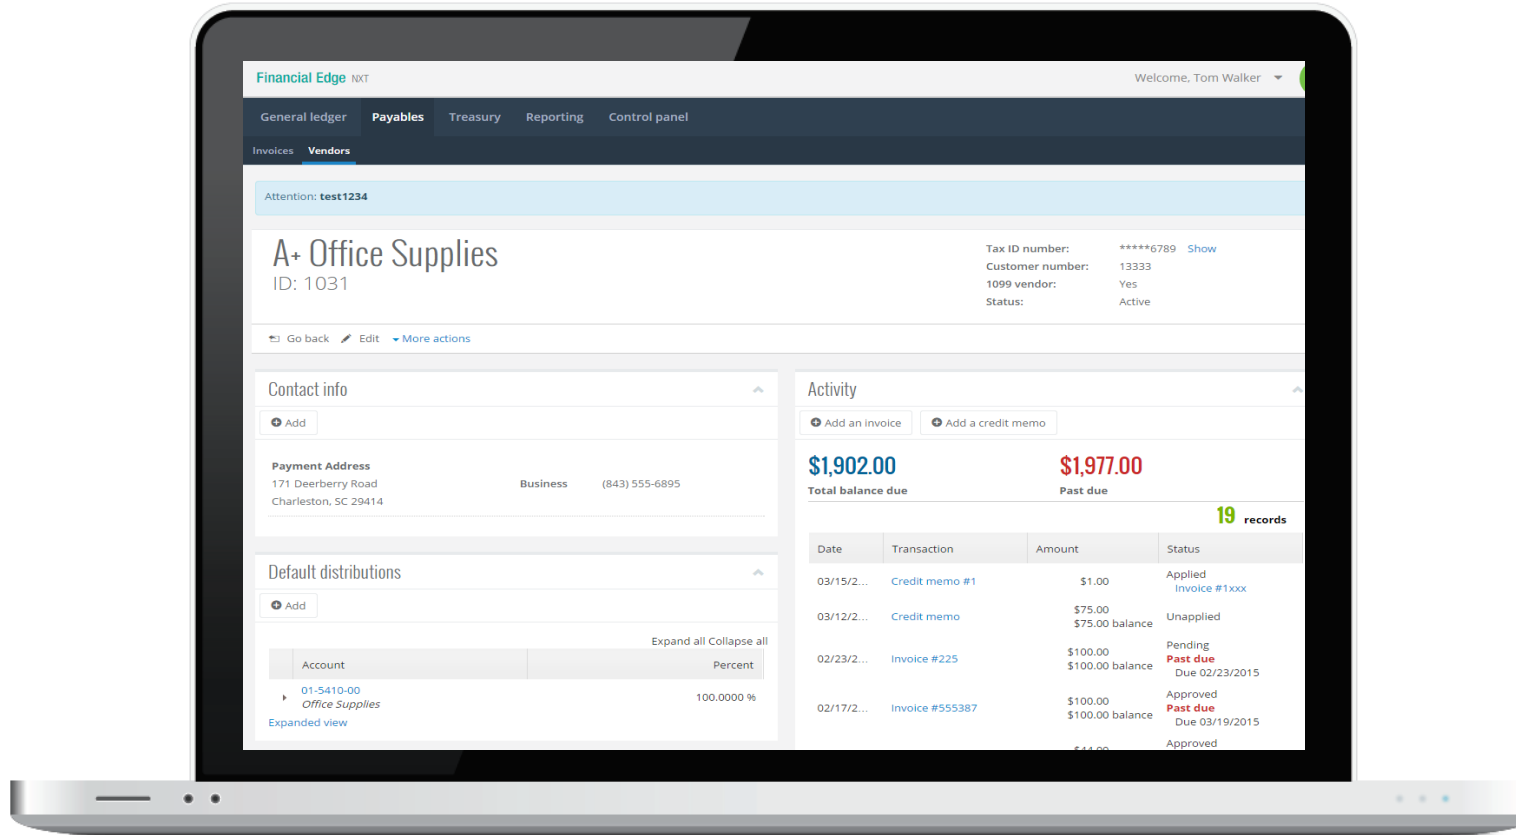 Financial Edge NXT
Welcome, Tom Walker
General ledger Payables Treasury Reporting Control panel
Invoices Vendors
Attention: test1234
A+ Office Supplies
ID: 1031
Tax ID number: *****6789 Show
Customer number: 13333
1099 vendor: Yes
Status: Active
Go back Edit More actions
Contact info
Add
Payment Address
171 Deerberry Road
Charleston, SC 29414
Business (843) 555-6895
Default distributions
Add
Expand all Collapse all
Account Percent
01-5410-00 100.0000 %
Office Supplies
Expanded view
Activity
Add an invoice Add a credit memo
$1,902.00 $1,977.00
Total balance due Past due
19 records
Date Transaction Amount Status
03/15/2... Credit memo #1 $1.00 Applied
Invoice #1xxx
03/12/2... Credit memo $75.00 Unapplied
$75.00 balance
02/23/2... Invoice #225 $100.00 Pending
$100.00 balance Past due
Due 02/23/2015
02/17/2... Invoice #555387 $100.00 Approved
$100.00 balance Past due
Due 03/19/2015
Approved